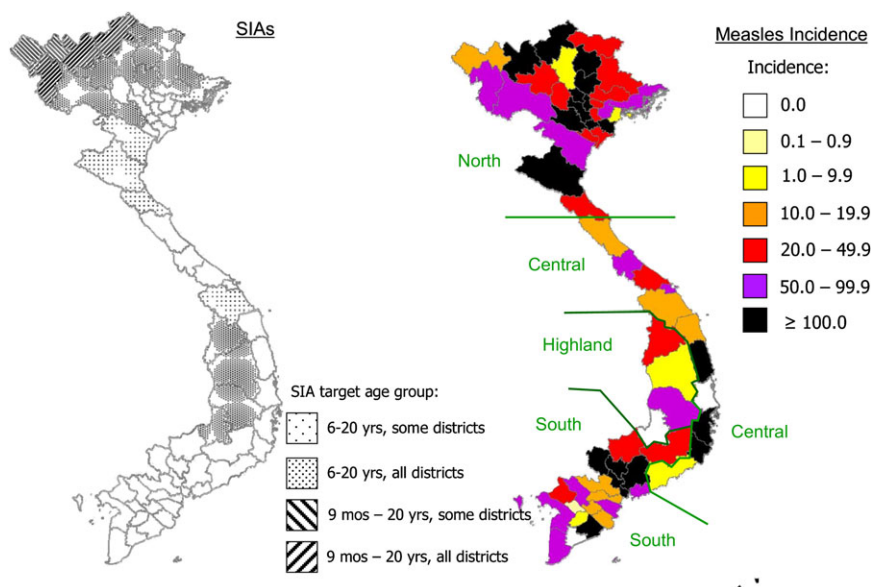 SIAs
SIA target age group:
6-20 yrs, some districts
6-20 yrs, all districts
9 mos – 20 yrs, some districts
9 mos – 20 yrs, all districts
North
Central
Highland
South
Central
South
Measles Incidence
Incidence:
0.0
0.1 – 0.9
1.0 – 9.9
10.0 – 19.9
20.0 – 49.9
50.0 – 99.9
≥ 100.0